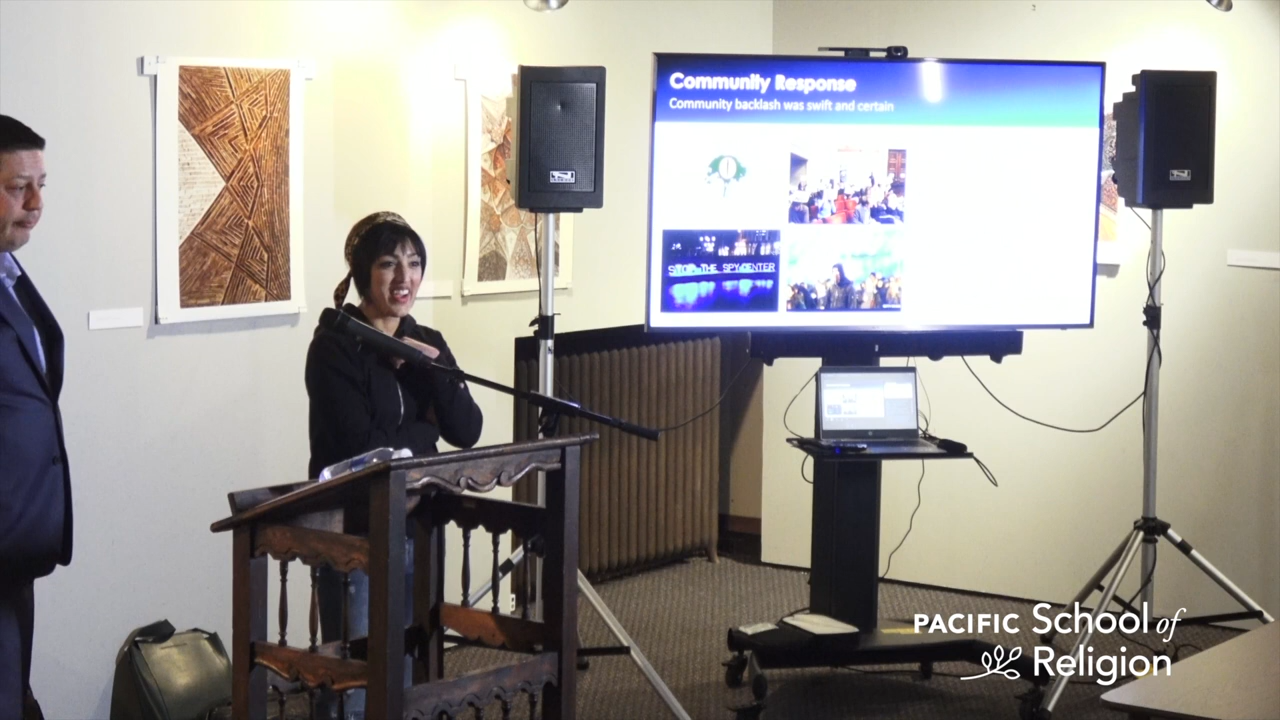 Community Response
Community backlash was swift and certain
STOP THE SPY CENTER
PACIFIC School of
Religion